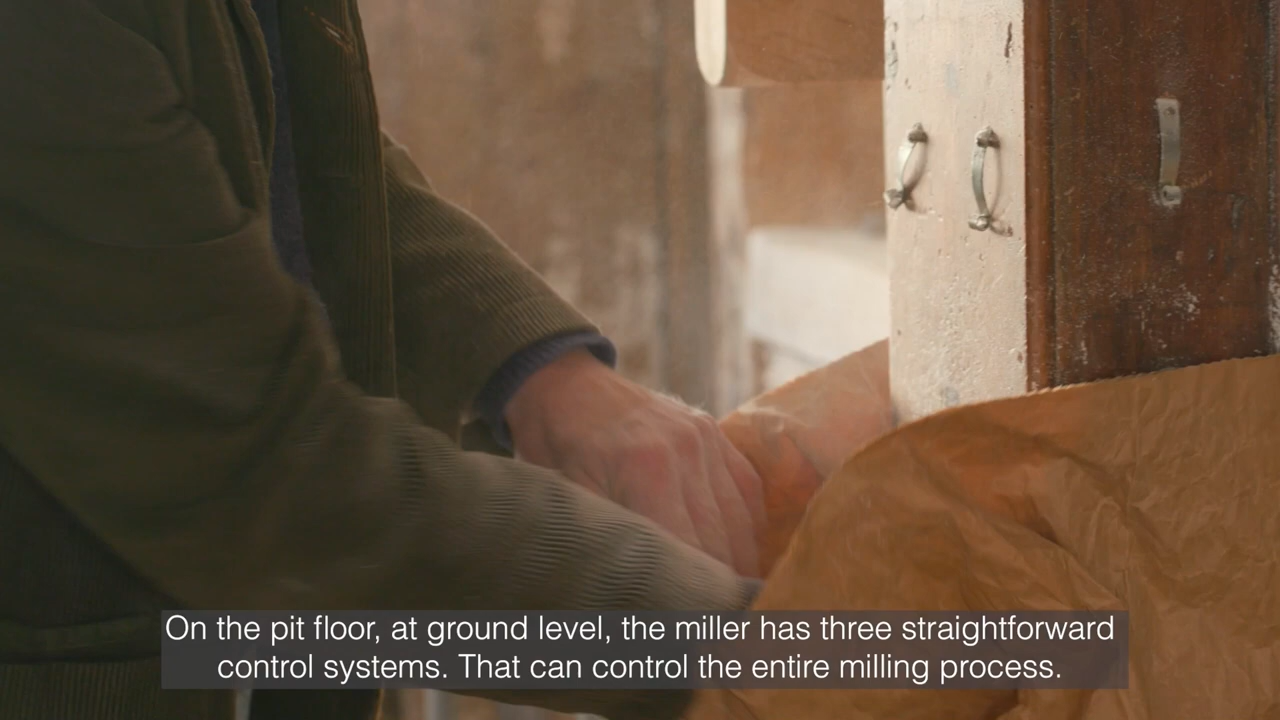 On the pit floor, at ground level, the miller has three straightforward
control systems. That can control the entire milling process.